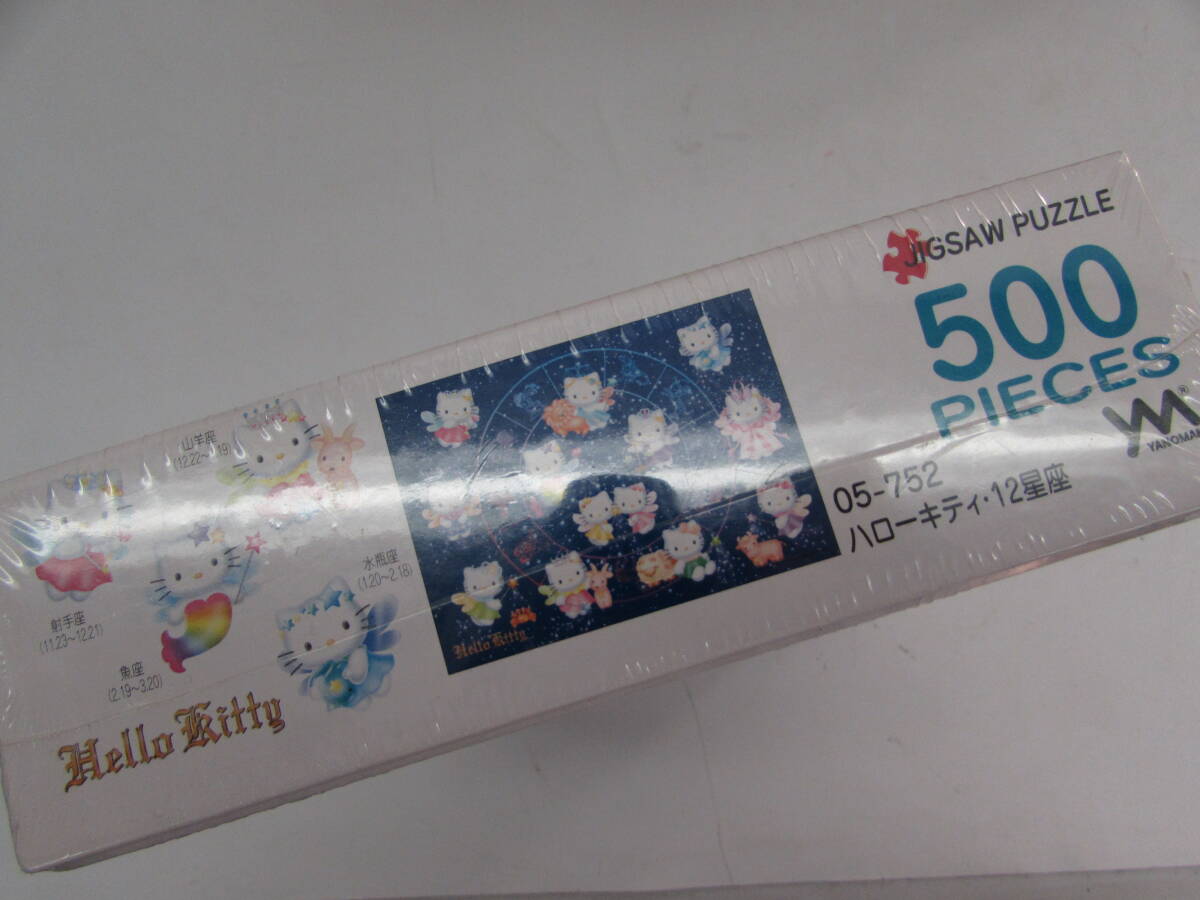 山羊座
(12.22~1.19)
射手座
(11.23~12.21)
魚座
(2.19~3.20)
水瓶座
(1.20~2.18)
Hello Kitty
Hello Kitty
JIGSAW PUZZLE
500
PIECES
05-752
ハローキティ・12星座
YM®
YANOMAN